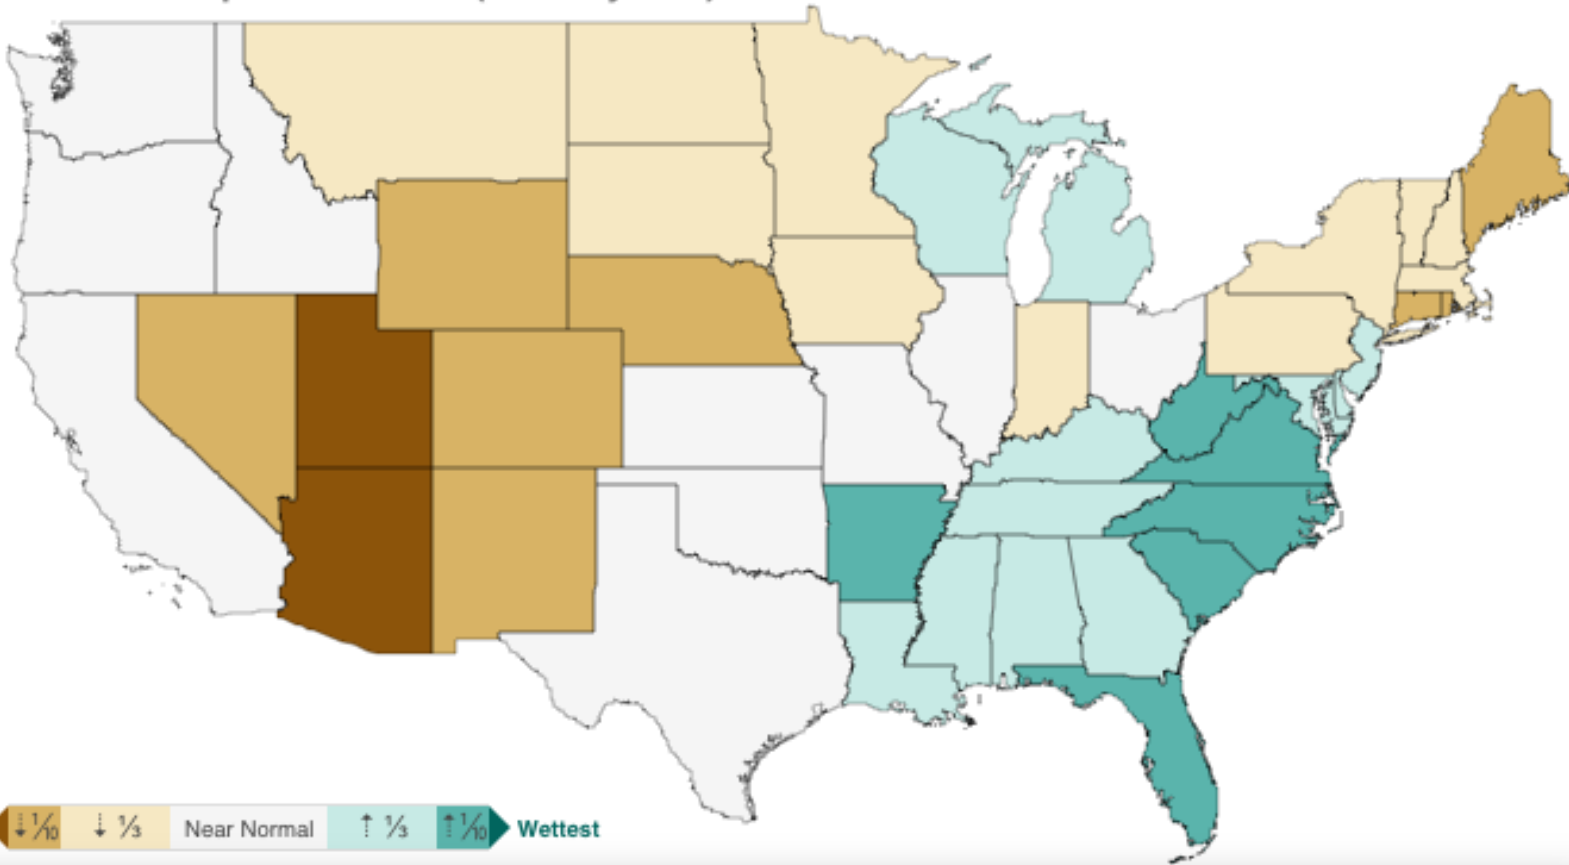 ↓ 1/10 ↓ 1/3 Near Normal ↑ 1/3 ↑ 1/10 Wettest